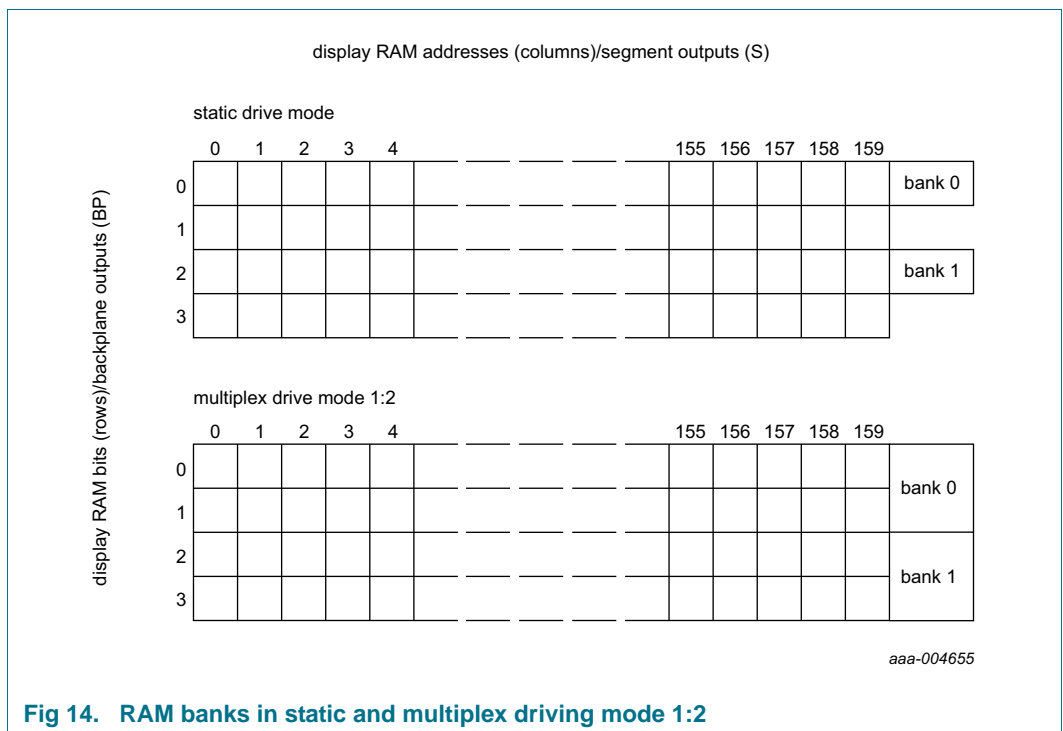 display RAM addresses (columns)/segment outputs (S)
display RAM bits (rows)/backplane outputs (BP)
static drive mode
0 1 2 3 4 155 156 157 158 159
0 bank 0
1
2 bank 1
3
multiplex drive mode 1:2
0 1 2 3 4 155 156 157 158 159
0
bank 0
1
2
bank 1
3
aaa-004655
Fig 14. RAM banks in static and multiplex driving mode 1:2